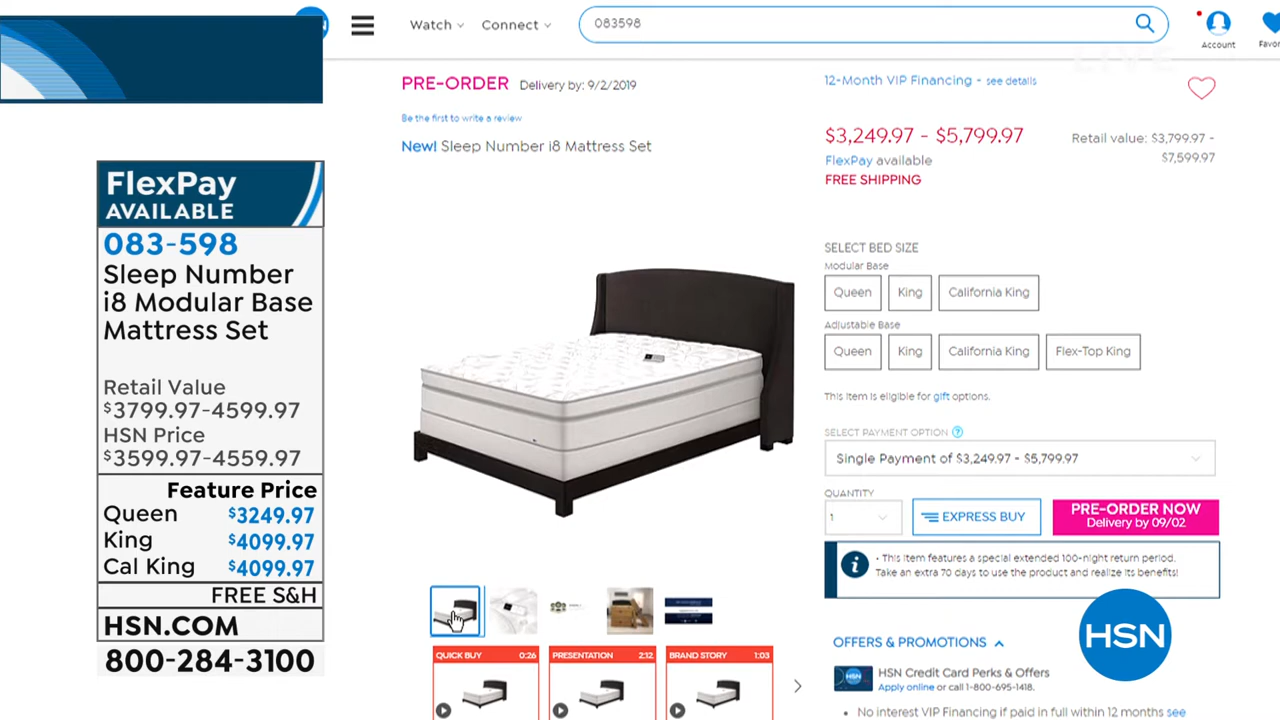 HSN
Watch
Connect
083598
Account
LIVE
PRE-ORDER Delivery by: 9/2/2019
Be the first to write a review
New! Sleep Number i8 Mattress Set
12-Month VIP Financing - see details
$3,249.97 - $5,799.97
Retail value: $3,799.97 -
$7,599.97
FlexPay available
FREE SHIPPING
SELECT BED SIZE
Modular Base
Queen King California King
Adjustable Base
Queen King California King Flex-Top King
This item is eligible for gift options.
SELECT PAYMENT OPTION ?
Single Payment of $3,249.97 - $5,799.97
QUANTITY
1
EXPRESS BUY
PRE-ORDER NOW
Delivery by 09/02
i
• This item features a special extended 100-night return period.
Take an extra 70 days to use the product and realize its benefits!
OFFERS & PROMOTIONS
HSN
HSN
HSN Credit Card Perks & Offers
Apply online or call 1-800-695-1418.
• No interest VIP Financing if paid in full within 12 months see
QUICK BUY 0:26
PRESENTATION 2:12
BRAND STORY 1:03
FlexPay
AVAILABLE
083-598
Sleep Number
i8 Modular Base
Mattress Set
Retail Value
$3799.97-4599.97
HSN Price
$3599.97-4559.97
Feature Price
Queen $3249.97
King $4099.97
Cal King $4099.97
FREE S&H
HSN.COM
800-284-3100